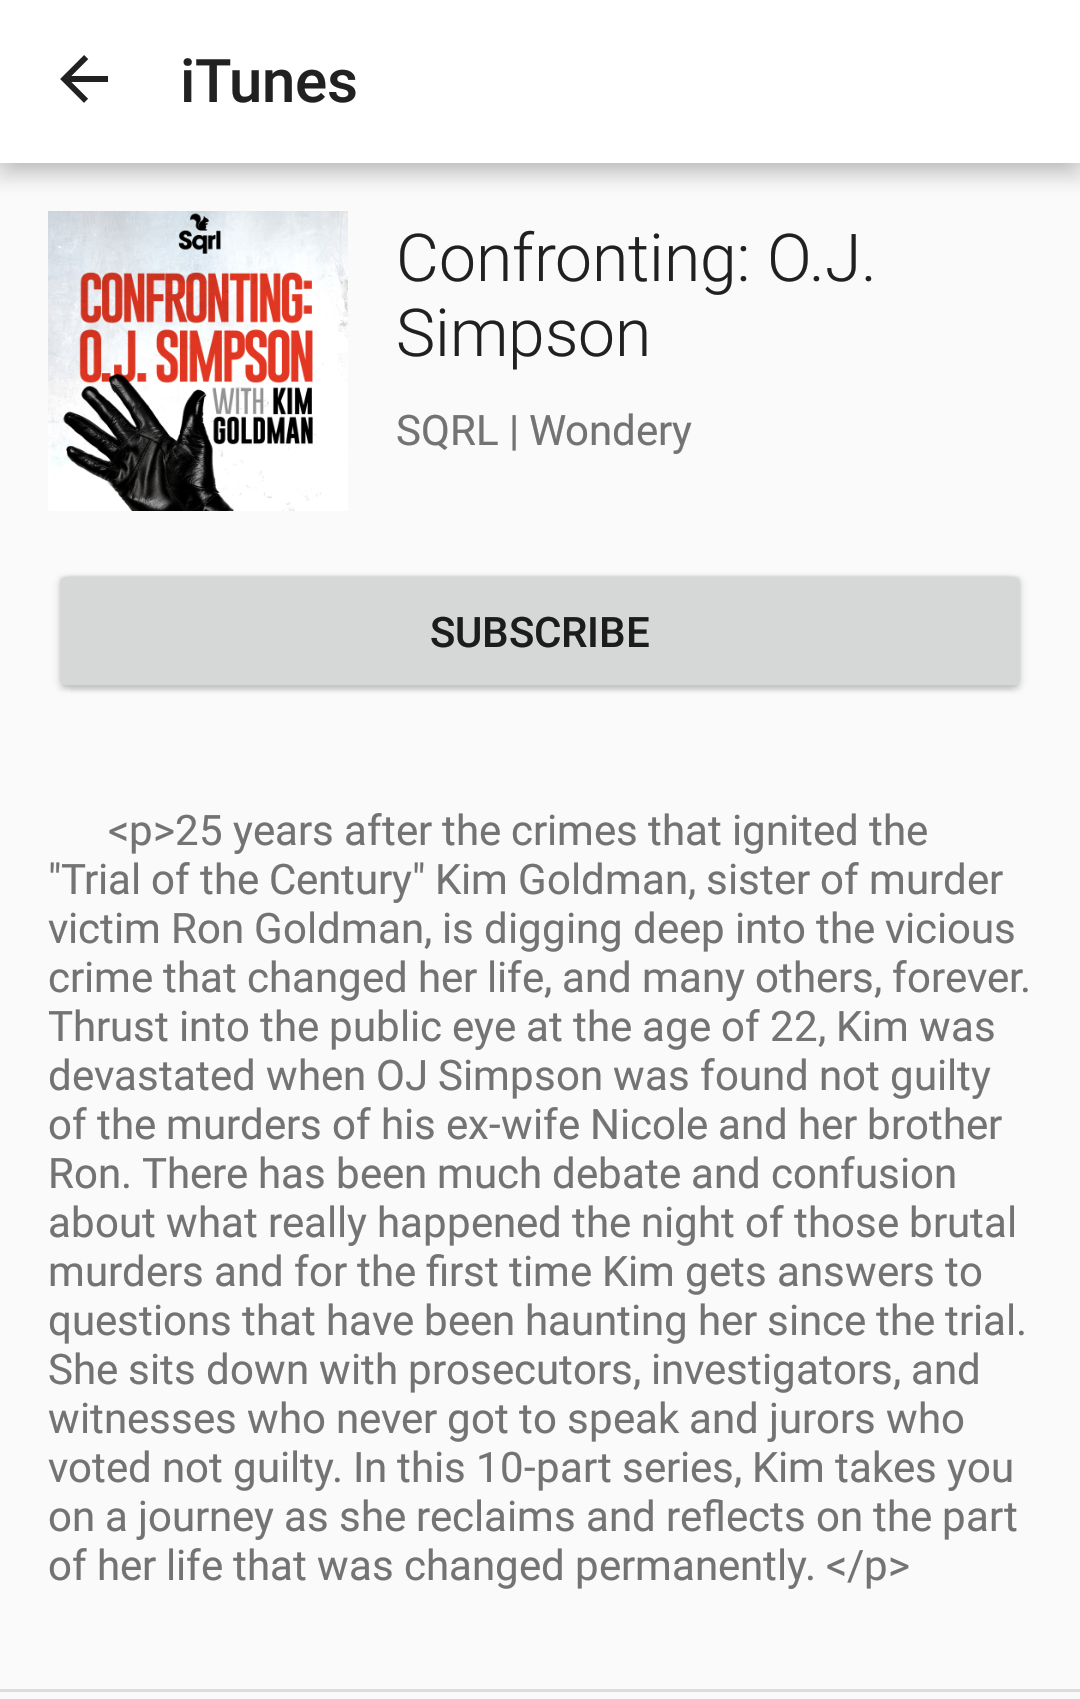 iTunes
Sqrl
CONFRONTING:
O.J. SIMPSON
WITH KIM
GOLDMAN
Confronting: O.J.
Simpson
SQRL | Wondery
SUBSCRIBE
<p>25 years after the crimes that ignited the
"Trial of the Century" Kim Goldman, sister of murder
victim Ron Goldman, is digging deep into the vicious
crime that changed her life, and many others, forever.
Thrust into the public eye at the age of 22, Kim was
devastated when OJ Simpson was found not guilty
of the murders of his ex-wife Nicole and her brother
Ron. There has been much debate and confusion
about what really happened the night of those brutal
murders and for the first time Kim gets answers to
questions that have been haunting her since the trial.
She sits down with prosecutors, investigators, and
witnesses who never got to speak and jurors who
voted not guilty. In this 10-part series, Kim takes you
on a journey as she reclaims and reflects on the part
of her life that was changed permanently. </p>